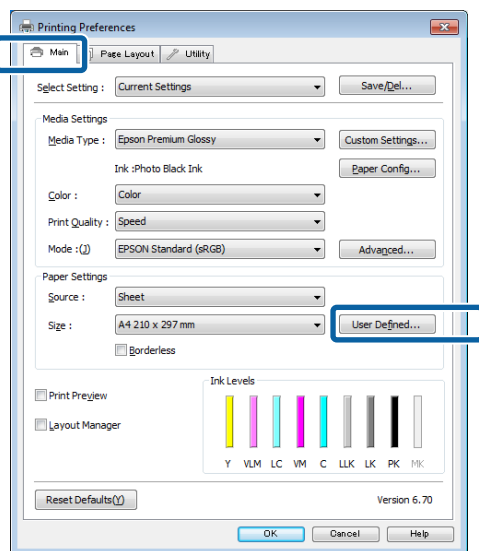 Printing Preferences
Main Page Layout Utility
Select Setting : Current Settings Save/Del...
Media Settings
Media Type : Epson Premium Glossy Custom Settings...
Ink :Photo Black Ink Paper Config...
Color : Color
Print Quality : Speed
Mode :(J) EPSON Standard (sRGB) Advanced...
Paper Settings
Source : Sheet
Size : A4 210 x 297 mm User Defined...
Borderless
Ink Levels
Print Preview
Layout Manager
Y VLM LC VM C LLK LK PK MK
Reset Defaults(Y) Version 6.70
OK Cancel Help